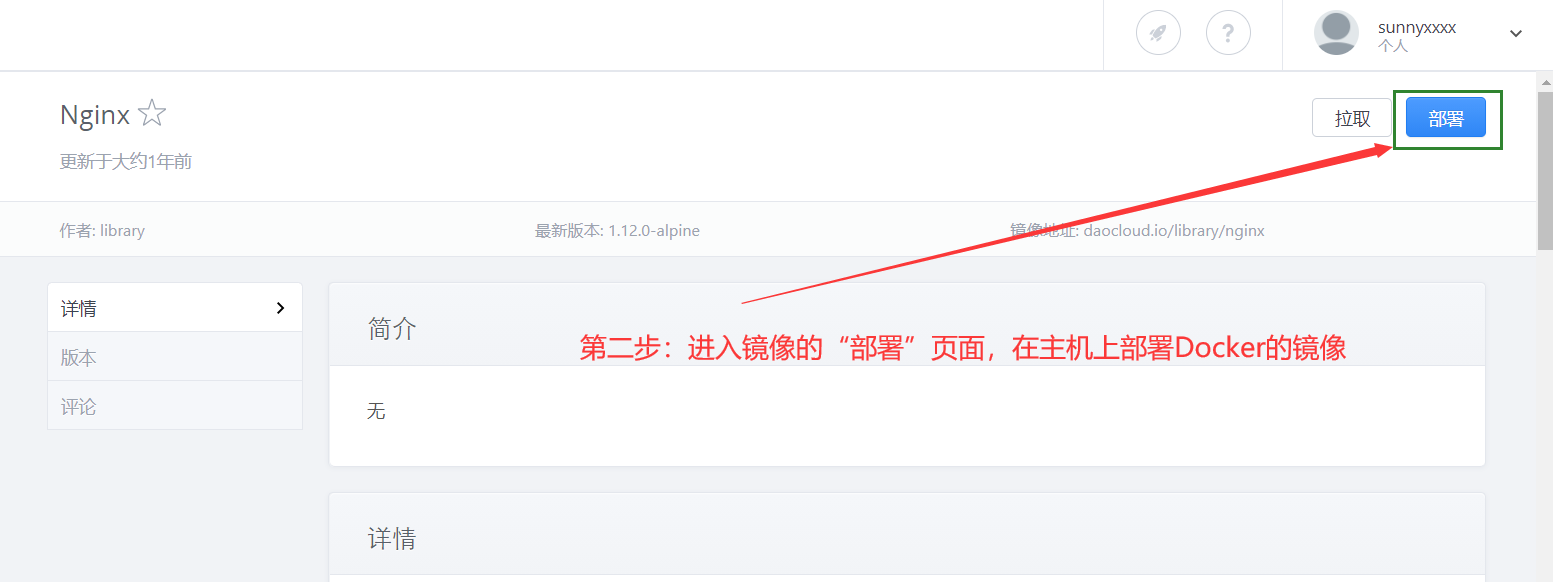 ?
sunnyxxxx
个人
Nginx
拉取
部署
更新于大约1年前
作者: library
最新版本: 1.12.0-alpine
镜像地址: daocloud.io/library/nginx
详情
版本
评论
简介
第二步：进入镜像的“部署”页面，在主机上部署Docker的镜像
无
详情